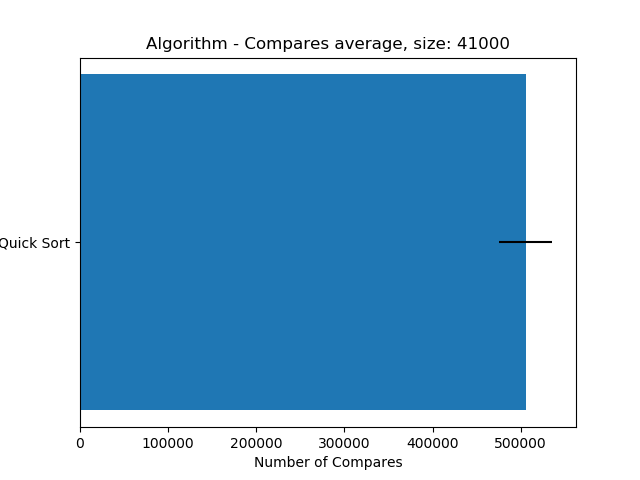 Algorithm - Compares average, size: 41000
Quick Sort
0 100000 200000 300000 400000 500000
Number of Compares